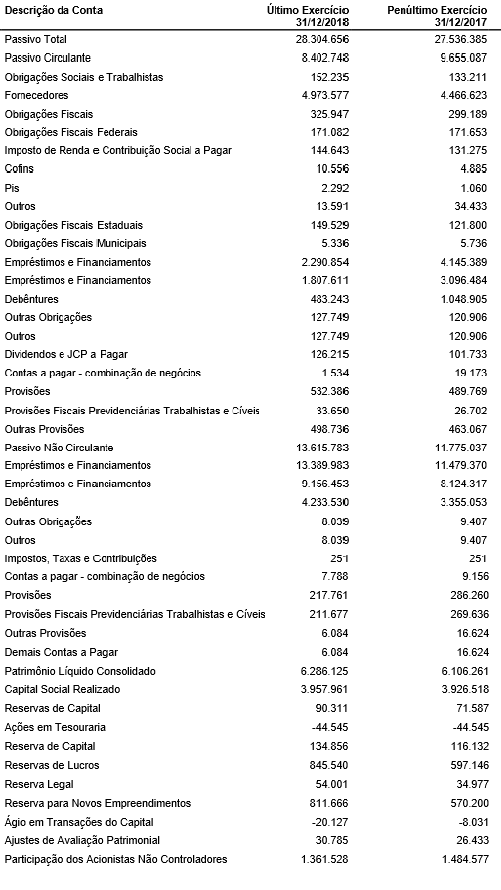 Descrição da Conta Último Exercício Penúltimo Exercício
31/12/2018 31/12/2017
Passivo Total 28.304.656 27.536.385
Passivo Circulante 8.402.748 9.655.087
Obrigações Sociais e Trabalhistas 152.235 133.211
Fornecedores 4.973.577 4.466.623
Obrigações Fiscais 325.947 299.189
Obrigações Fiscais Federais 171.082 171.653
Imposto de Renda e Contribuição Social a Pagar 144.643 131.275
Cofins 10.556 4.885
Pis 2.292 1.060
Outros 13.591 34.433
Obrigações Fiscais Estaduais 149.529 121.800
Obrigações Fiscais Municipais 5.336 5.736
Empréstimos e Financiamentos 2.290.854 4.145.389
Empréstimos e Financiamentos 1.807.611 3.096.484
Debêntures 483.243 1.048.905
Outras Obrigações 127.749 120.906
Outros 127.749 120.906
Dividendos e JCP a Pagar 126.215 101.733
Contas a pagar - combinação de negócios 1.534 19.173
Provisões 532.386 489.769
Provisões Fiscais Previdenciárias Trabalhistas e Cíveis 33.650 26.702
Outras Provisões 498.736 463.067
Passivo Não Circulante 13.615.783 11.775.037
Empréstimos e Financiamentos 13.389.983 11.479.370
Empréstimos e Financiamentos 9.156.453 8.124.317
Debêntures 4.233.530 3.355.053
Outras Obrigações 8.039 9.407
Outros 8.039 9.407
Impostos, Taxas e Contribuições 251 251
Contas a pagar - combinação de negócios 7.788 9.156
Provisões 217.761 286.260
Provisões Fiscais Previdenciárias Trabalhistas e Cíveis 211.677 269.636
Outras Provisões 6.084 16.624
Demais Contas a Pagar 6.084 16.624
Patrimônio Líquido Consolidado 6.286.125 6.106.261
Capital Social Realizado 3.957.961 3.926.518
Reservas de Capital 90.311 71.587
Ações em Tesouraria -44.545 -44.545
Reserva de Capital 134.856 116.132
Reservas de Lucros 845.540 597.146
Reserva Legal 54.001 34.977
Reserva para Novos Empreendimentos 811.666 570.200
Ágio em Transações do Capital -20.127 -8.031
Ajustes de Avaliação Patrimonial 30.785 26.433
Participação dos Acionistas Não Controladores 1.361.528 1.484.577